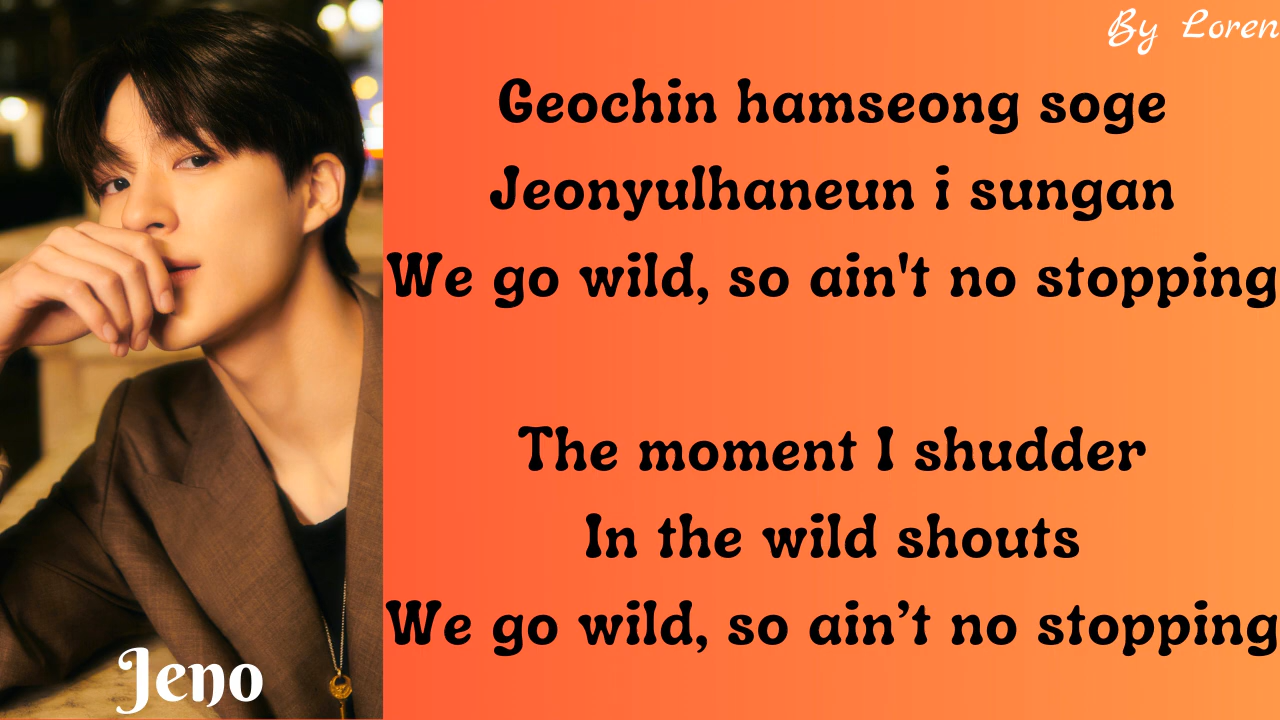 By Loren
Geochin hamseong soge
Jeonyulhaneun i sungan
We go wild, so ain't no stopping
The moment I shudder
In the wild shouts
We go wild, so ain’t no stopping
Jeno